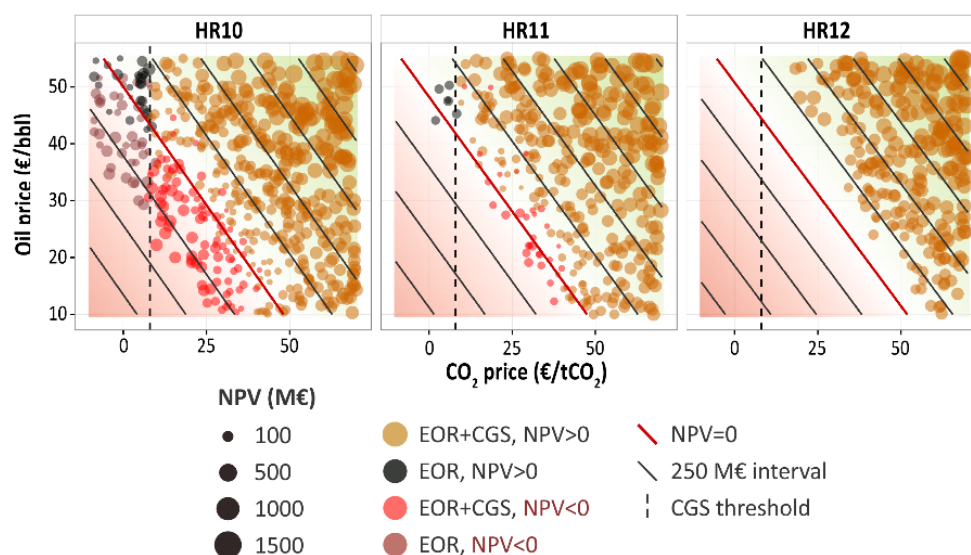 HR10 HR11 HR12
Oil price (€/bbl)
50
40
30
20
10
0 25 50 0 25 50 0 25 50
CO₂ price (€/tCO₂)
NPV (M€)
100
500
1000
1500
EOR+CGS, NPV>0
EOR, NPV>0
EOR+CGS, NPV<0
EOR, NPV<0
NPV=0
250 M€ interval
CGS threshold